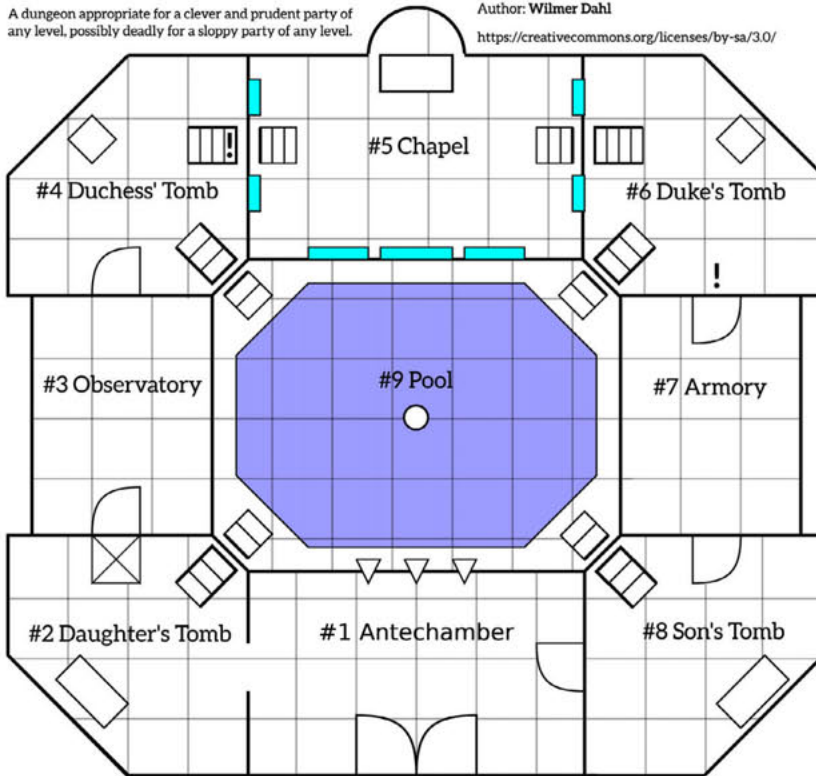 A dungeon appropriate for a clever and prudent party of
any level, possibly deadly for a sloppy party of any level.
Author: Wilmer Dahl
https://creativecommons.org/licenses/by-sa/3.0/
#5 Chapel
!
#4 Duchess' Tomb
#6 Duke's Tomb
!
#3 Observatory
#9 Pool
#7 Armory
#2 Daughter's Tomb
#1 Antechamber
#8 Son's Tomb